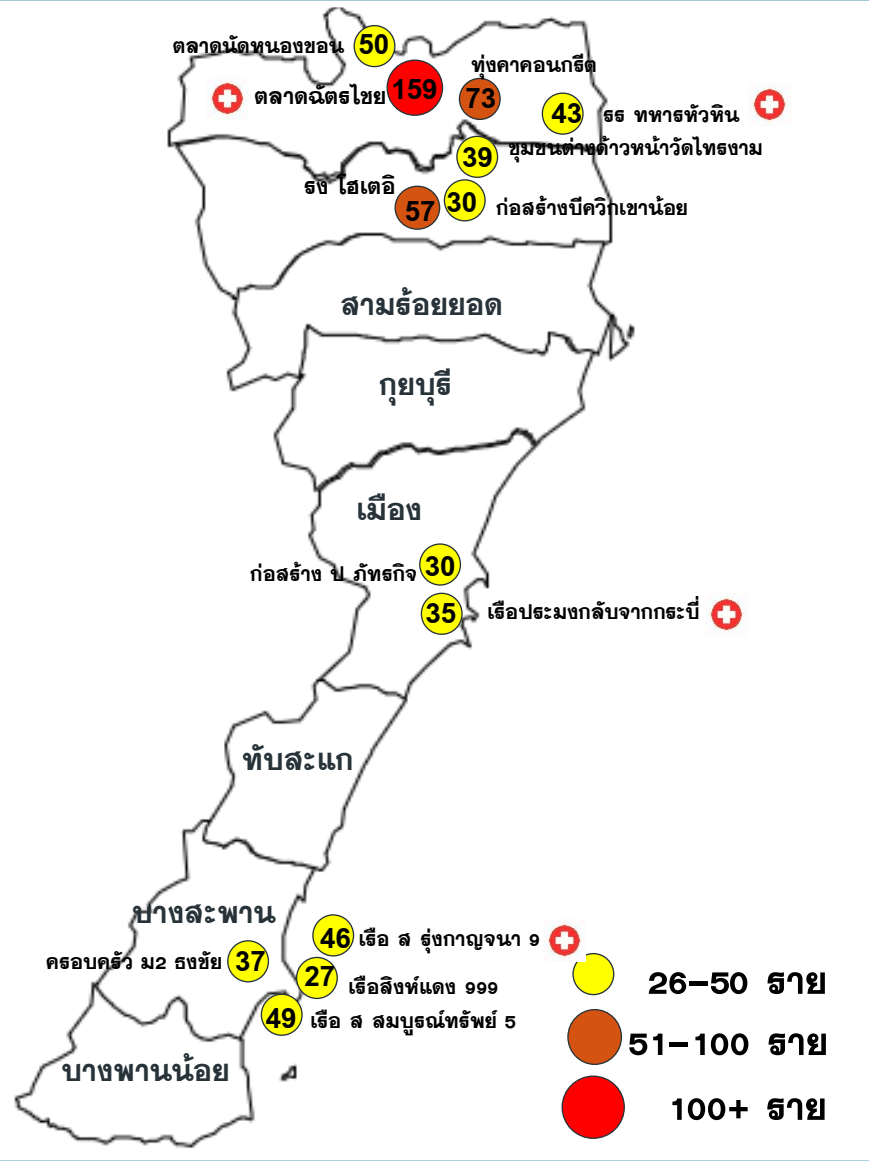 ตลาดนัดหนองขอน 50
ทุ่งคาคอนกรีต
73
ตลาดฉัตรไชย 159
43 รร ทหารหัวหิน
39 ชุมชนต่างด้าวหน้าวัดไทรงาม
รง โฮเตอิ
57
30 ก่อสร้างบีควิกเขาน้อย
สามร้อยยอด
กุยบุรี
เมือง
ก่อสร้าง ป ภัทรกิจ 30
35 เรือประมงกลับจากกระบี่
ทับสะแก
บางสะพาน
46 เรือ ส รุ่งกาญจนา 9
ครอบครัว ม2 ธงชัย 37
27 เรือสิงห์แดง 999
49 เรือ ส สมบูรณ์ทรัพย์ 5
บางพานน้อย
26-50 ราย
51-100 ราย
100+ ราย